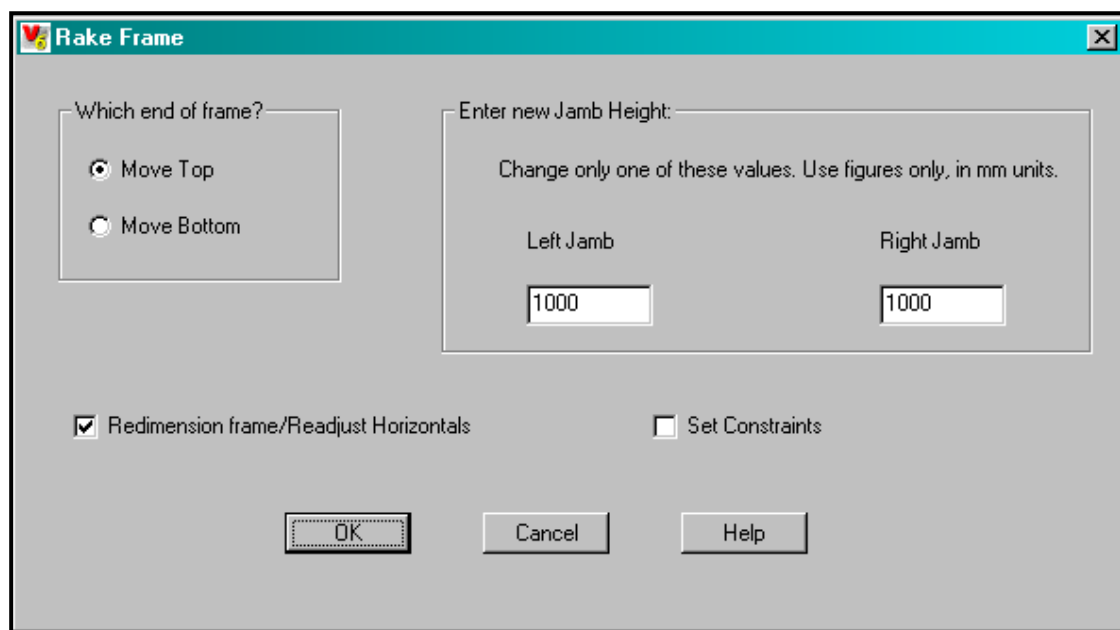 Rake Frame
Which end of frame?
Move Top
Move Bottom
Enter new Jamb Height:
Change only one of these values. Use figures only, in mm units.
Left Jamb Right Jamb
1000 1000
Redimension frame/Readjust Horizontals Set Constraints
OK Cancel Help